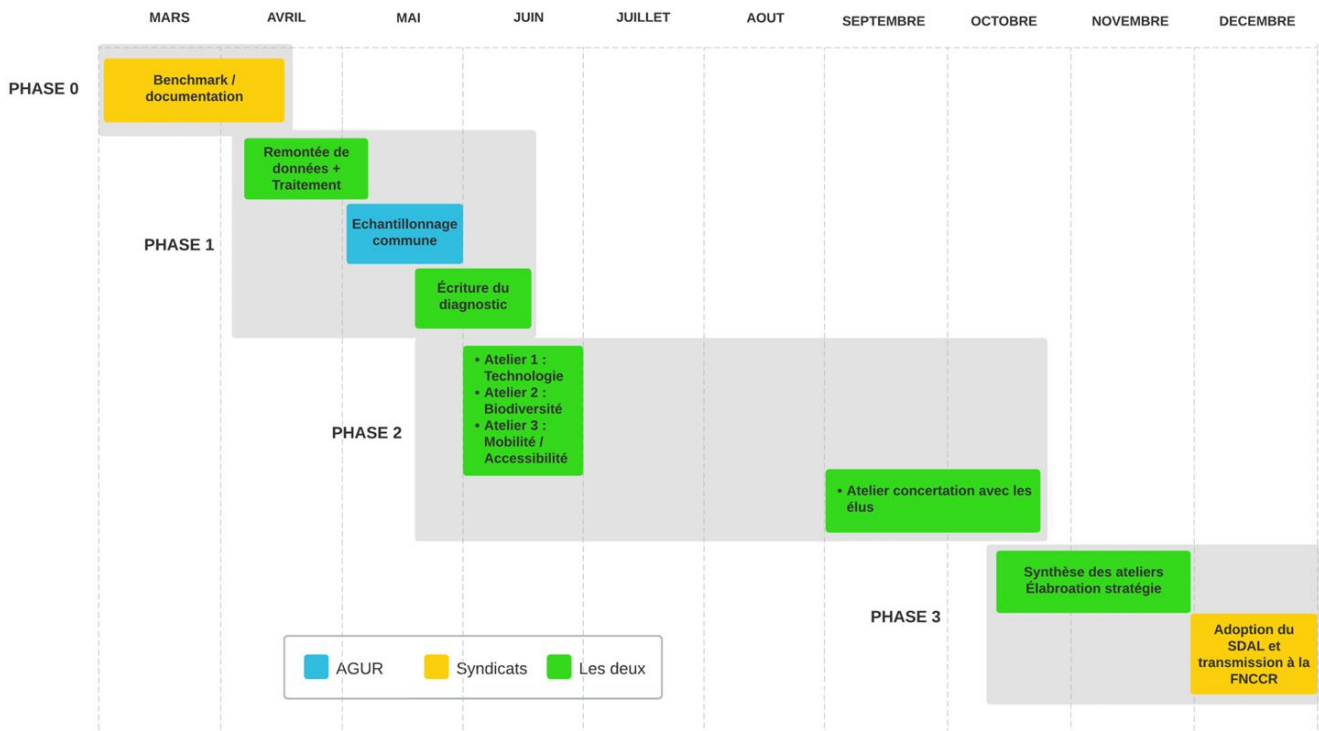 MARS AVRIL MAI JUIN JUILLET AOUT SEPTEMBRE OCTOBRE NOVEMBRE DECEMBRE
PHASE 0
Benchmark /
documentation
PHASE 1
Remontée de
données +
Traitement
Echantillonnage
commune
Écriture du
diagnostic
PHASE 2
• Atelier 1 :
Technologie
• Atelier 2 :
Biodiversité
• Atelier 3 :
Mobilité /
Accessibilité
• Atelier concertation avec les
élus
PHASE 3
Synthèse des ateliers
Élabroation stratégie
Adoption du
SDAL et
transmission à la
FNCCR
AGUR Syndicats Les deux